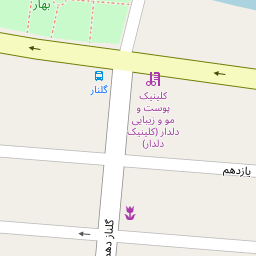 بهار
گلنار
کلینیک
پوست و
مو و زیبایی
دلدار (کلینیک
دلدار)
یازدهم
گلناز دهم